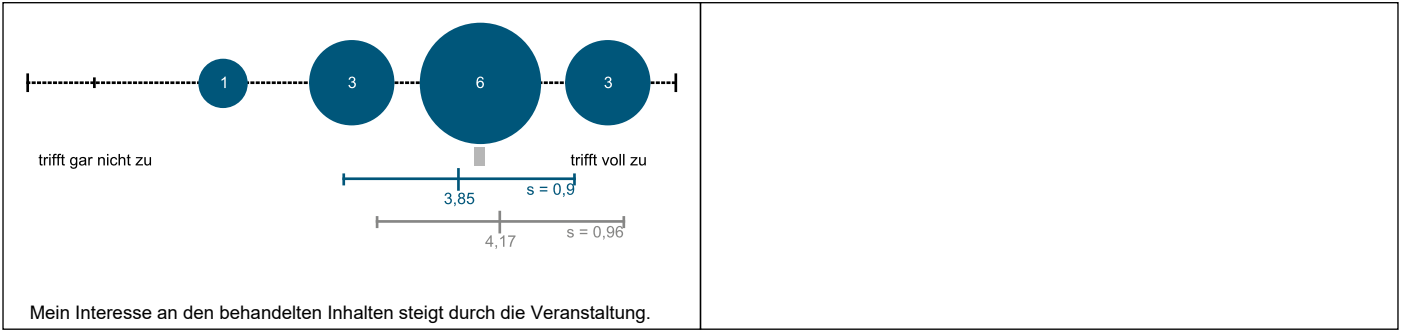 1 3 6 3
trifft gar nicht zu trifft voll zu
s = 0,9
3,85
s = 0,96
4,17
Mein Interesse an den behandelten Inhalten steigt durch die Veranstaltung.